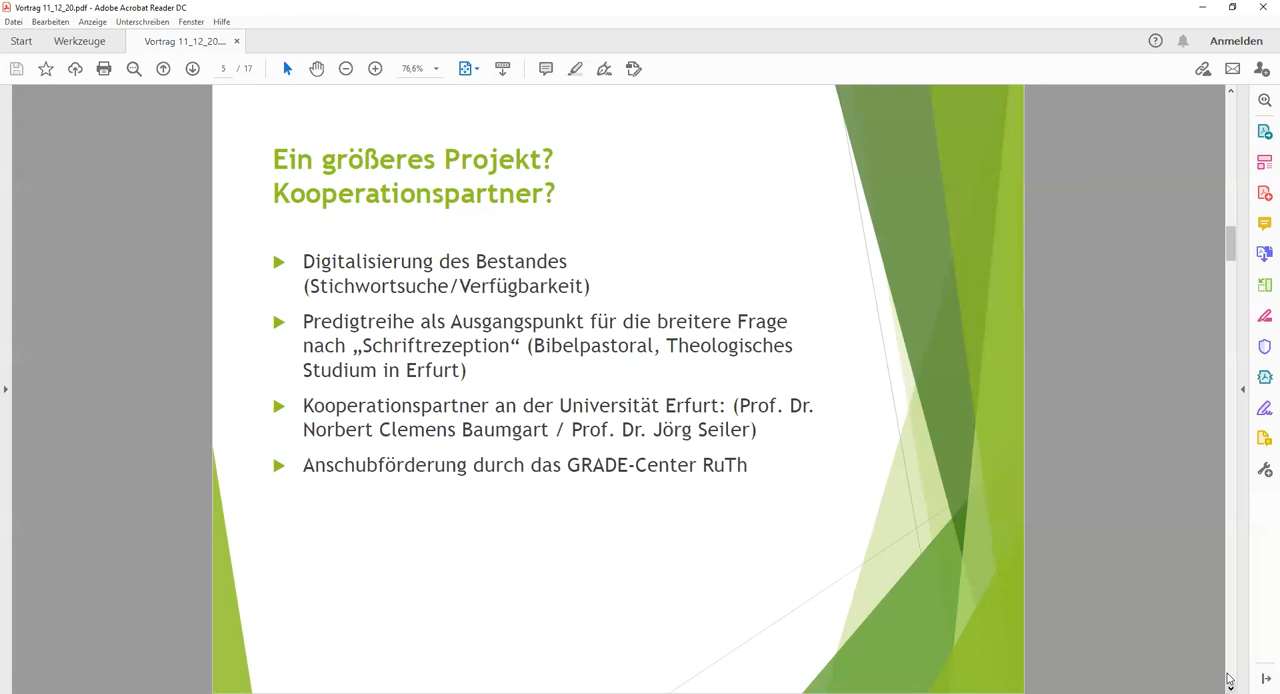 Vortrag 11_12_20.pdf - Adobe Acrobat Reader DC
Datei Bearbeiten Anzeige Unterschreiben Fenster Hilfe
Start Werkzeuge Vortrag 11_12_20.... × Anmelden
5 / 17 76,6%
Ein größeres Projekt?
Kooperationspartner?
Digitalisierung des Bestandes
(Stichwortsuche/Verfügbarkeit)
Predigtreihe als Ausgangspunkt für die breitere Frage
nach „Schriftrezeption“ (Bibelpastoral, Theologisches
Studium in Erfurt)
Kooperationspartner an der Universität Erfurt: (Prof. Dr.
Norbert Clemens Baumgart / Prof. Dr. Jörg Seiler)
Anschubförderung durch das GRADE-Center RuTh